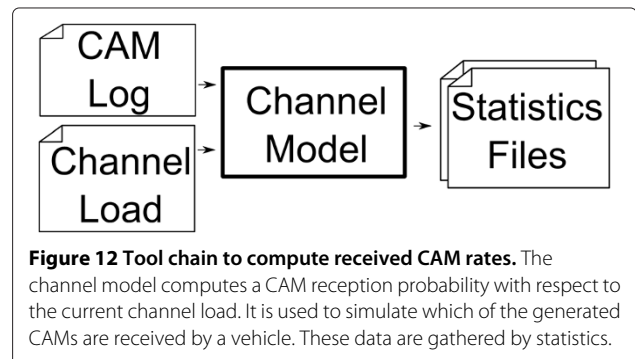 CAM
Log
Channel
Load
Channel
Model
Statistics
Files
Figure 12 Tool chain to compute received CAM rates. The
channel model computes a CAM reception probability with respect to
the current channel load. It is used to simulate which of the generated
CAMs are received by a vehicle. These data are gathered by statistics.